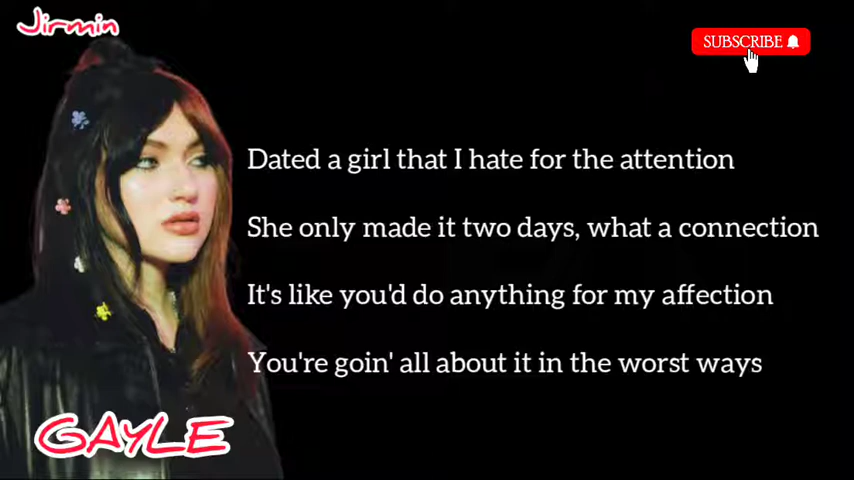 Jirmin
SUBSCRIBE
Dated a girl that I hate for the attention
She only made it two days, what a connection
It's like you'd do anything for my affection
You're goin' all about it in the worst ways
GAYLE